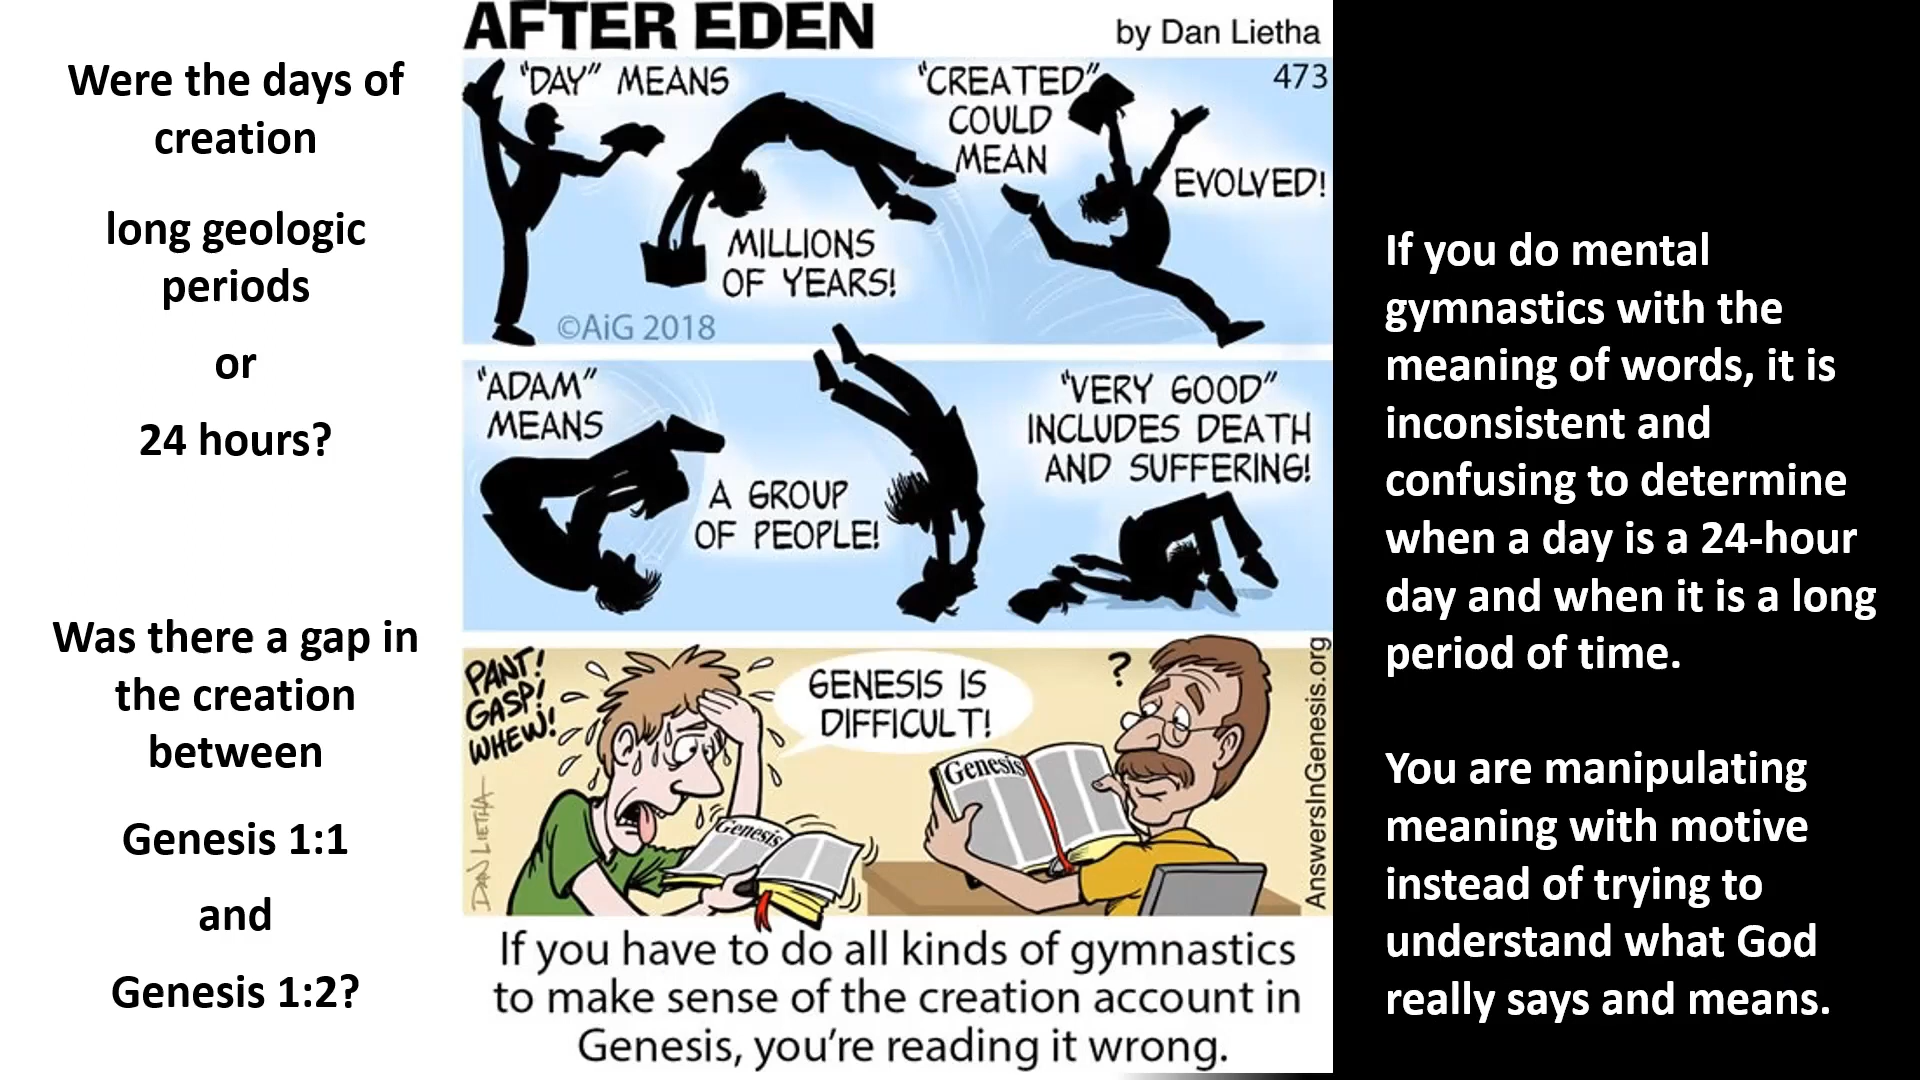 Were the days of
creation
long geologic
periods
or
24 hours?
Was there a gap in
the creation
between
Genesis 1:1
and
Genesis 1:2?
AFTER EDEN
by Dan Lietha
473
"DAY" MEANS
MILLIONS
OF YEARS!
"CREATED"
COULD
MEAN
EVOLVED!
©AiG 2018
"ADAM"
MEANS
A GROUP
OF PEOPLE!
"VERY GOOD"
INCLUDES DEATH
AND SUFFERING!
PANT!
GASP!
WHEW!
GENESIS IS
DIFFICULT!
?
Genesis
Genesis
DAN LIETHA
AnswersInGenesis.org
If you have to do all kinds of gymnastics
to make sense of the creation account in
Genesis, you're reading it wrong.
If you do mental
gymnastics with the
meaning of words, it is
inconsistent and
confusing to determine
when a day is a 24-hour
day and when it is a long
period of time.
You are manipulating
meaning with motive
instead of trying to
understand what God
really says and means.